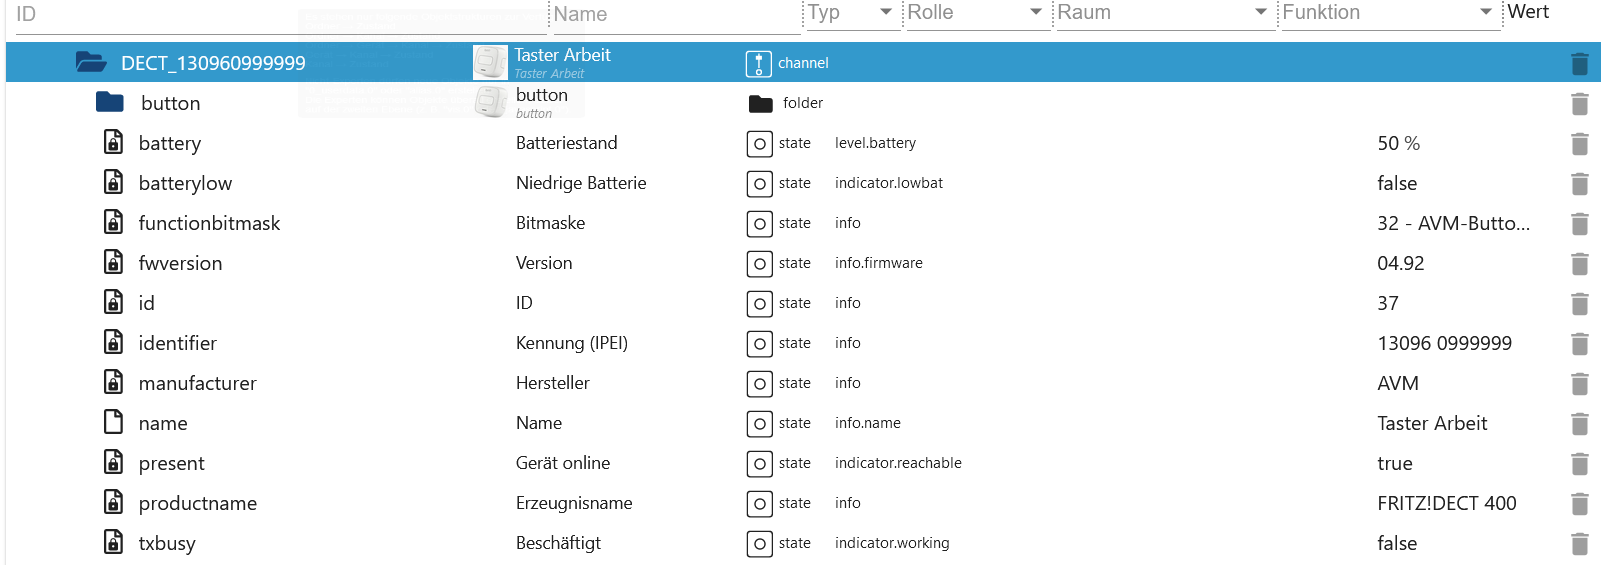 ID Name Typ Rolle Raum Funktion Wert
DECT_130960999999 Taster Arbeit channel
Taster Arbeit
button button folder
button
battery Batteriestand state level.battery 50 %
batterylow Niedrige Batterie state indicator.lowbat false
functionbitmask Bitmaske state info 32 - AVM-Butto...
fwversion Version state info.firmware 04.92
id ID state info 37
identifier Kennung (IPEI) state info 13096 0999999
manufacturer Hersteller state info AVM
name Name state info.name Taster Arbeit
present Gerät online state indicator.reachable true
productname Erzeugnisname state info FRITZ!DECT 400
txbusy Beschäftigt state indicator.working false